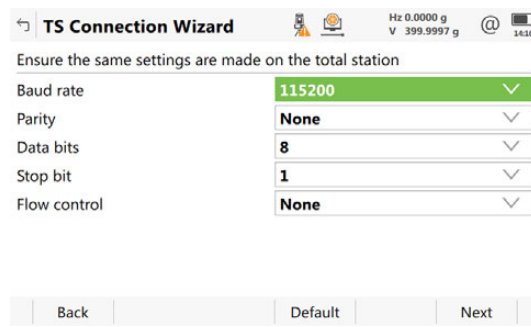 TS Connection Wizard
Hz 0.0000 g
V 399.9997 g
@
Ensure the same settings are made on the total station
Baud rate 115200
Parity None
Data bits 8
Stop bit 1
Flow control None
Back Default Next